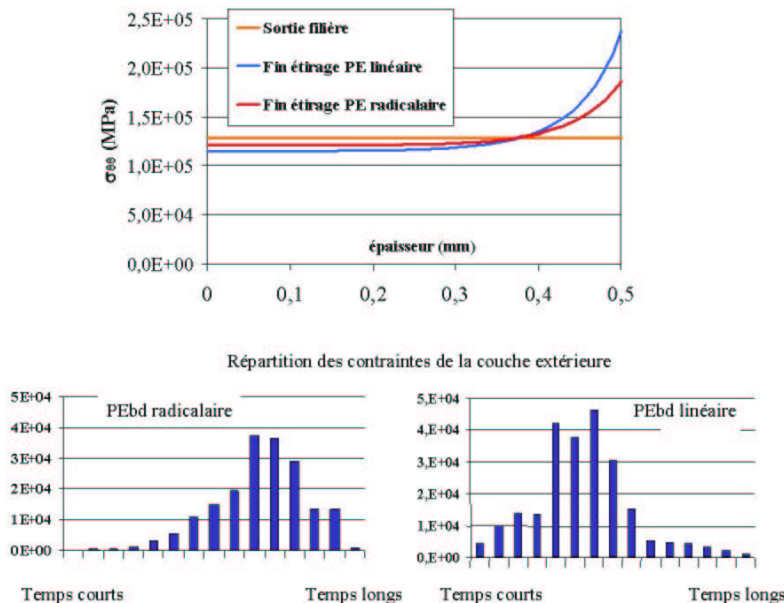 2,5E+05
2,0E+05
1,5E+05
1,0E+05
5,0E+04
0,0E+00
σθθ (MPa)
Sortie filière
Fin étirage PE linéaire
Fin étirage PE radicalaire
épaisseur (mm)
0 0,1 0,2 0,3 0,4 0,5
Répartition des contraintes de la couche extérieure
5E+04
4E+04
3E+04
2E+04
1E+04
0E+00
PEbd radicalaire
Temps courts Temps longs
5,E+04
4,E+04
3,E+04
2,E+04
1,E+04
0,E+00
PEbd linéaire
Temps courts Temps longs